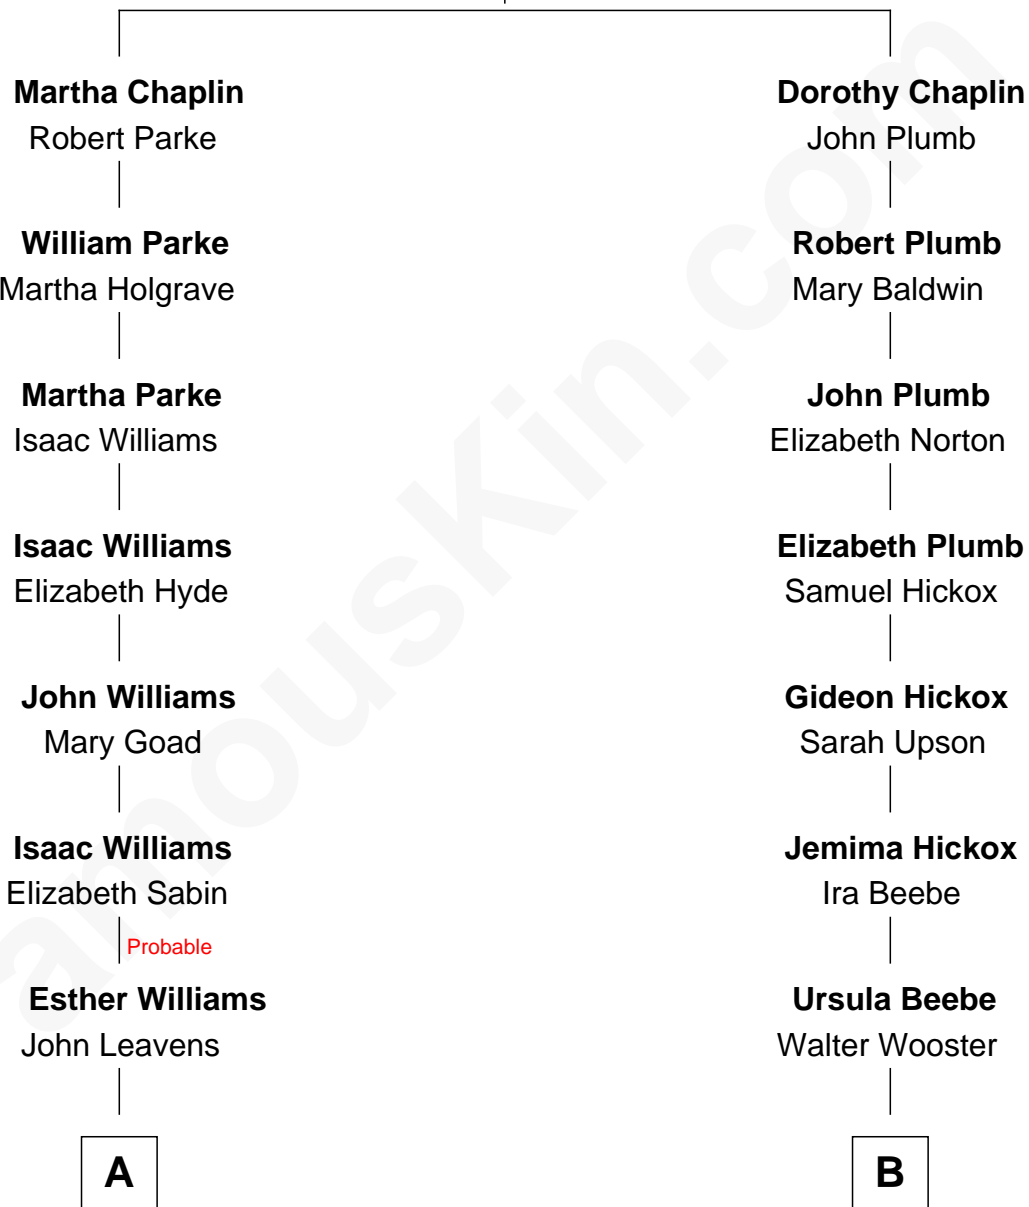 Martha Chaplin
Robert Parke
Dorothy Chaplin
John Plumb
William Parke
Martha Holgrave
Robert Plumb
Mary Baldwin
Martha Parke
Isaac Williams
John Plumb
Elizabeth Norton
Isaac Williams
Elizabeth Hyde
Elizabeth Plumb
Samuel Hickox
John Williams
Mary Goad
Gideon Hickox
Sarah Upson
Isaac Williams
Elizabeth Sabin
Jemima Hickox
Ira Beebe
Probable
Esther Williams
John Leavens
Ursula Beebe
Walter Wooster
A
B
amouskin.com